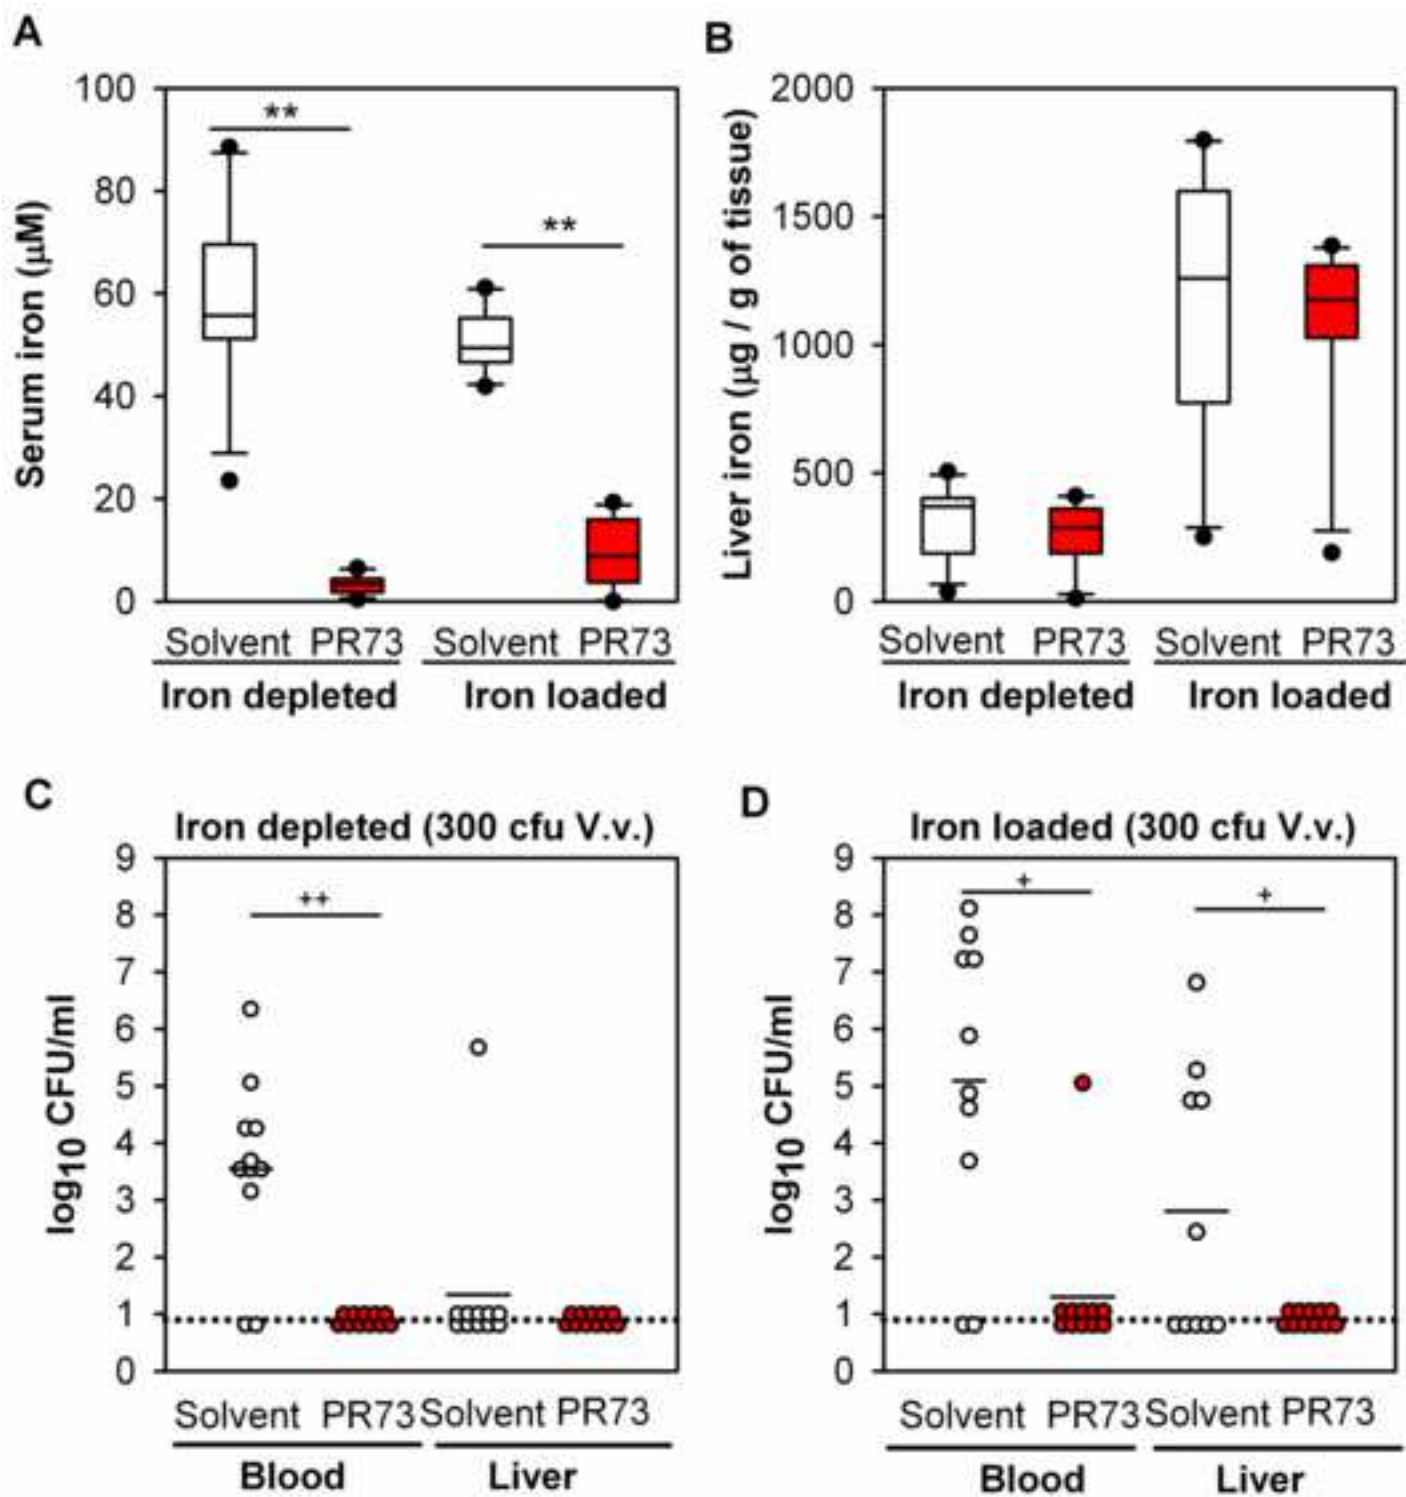 A
B
Serum iron (μM)
100
80
60
40
20
0
**
**
Solvent PR73 Solvent PR73
Iron depleted Iron loaded
Liver iron (μg / g of tissue)
2000
1500
1000
500
0
Solvent PR73 Solvent PR73
Iron depleted Iron loaded
C
Iron depleted (300 cfu V.v.)
log10 CFU/ml
9
8
7
6
5
4
3
2
1
0
++
Solvent PR73 Solvent PR73
Blood Liver
D
Iron loaded (300 cfu V.v.)
log10 CFU/ml
9
8
7
6
5
4
3
2
1
0
+
+
Solvent PR73 Solvent PR73
Blood Liver